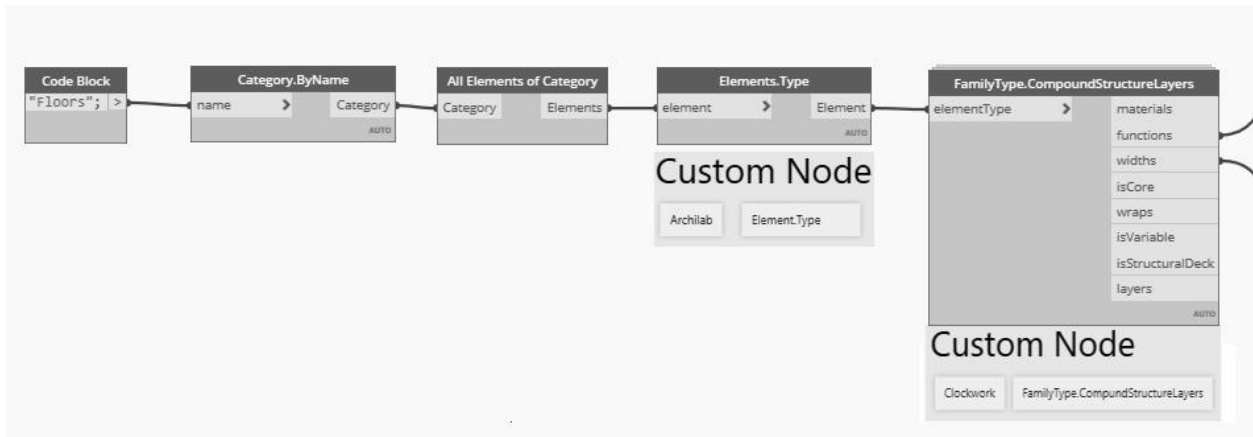 Code Block
"Floors"; >
Category.ByName
name > Category
AUTO
All Elements of Category
Category Elements
Elements.Type
element > Element
AUTO
Custom Node
Archilab Element.Type
FamilyType.CompoundStructureLayers
elementType > materials
functions
widths
isCore
wraps
isVariable
isStructuralDeck
layers
AUTO
Custom Node
Clockwork FamilyType.CompundStructureLayers